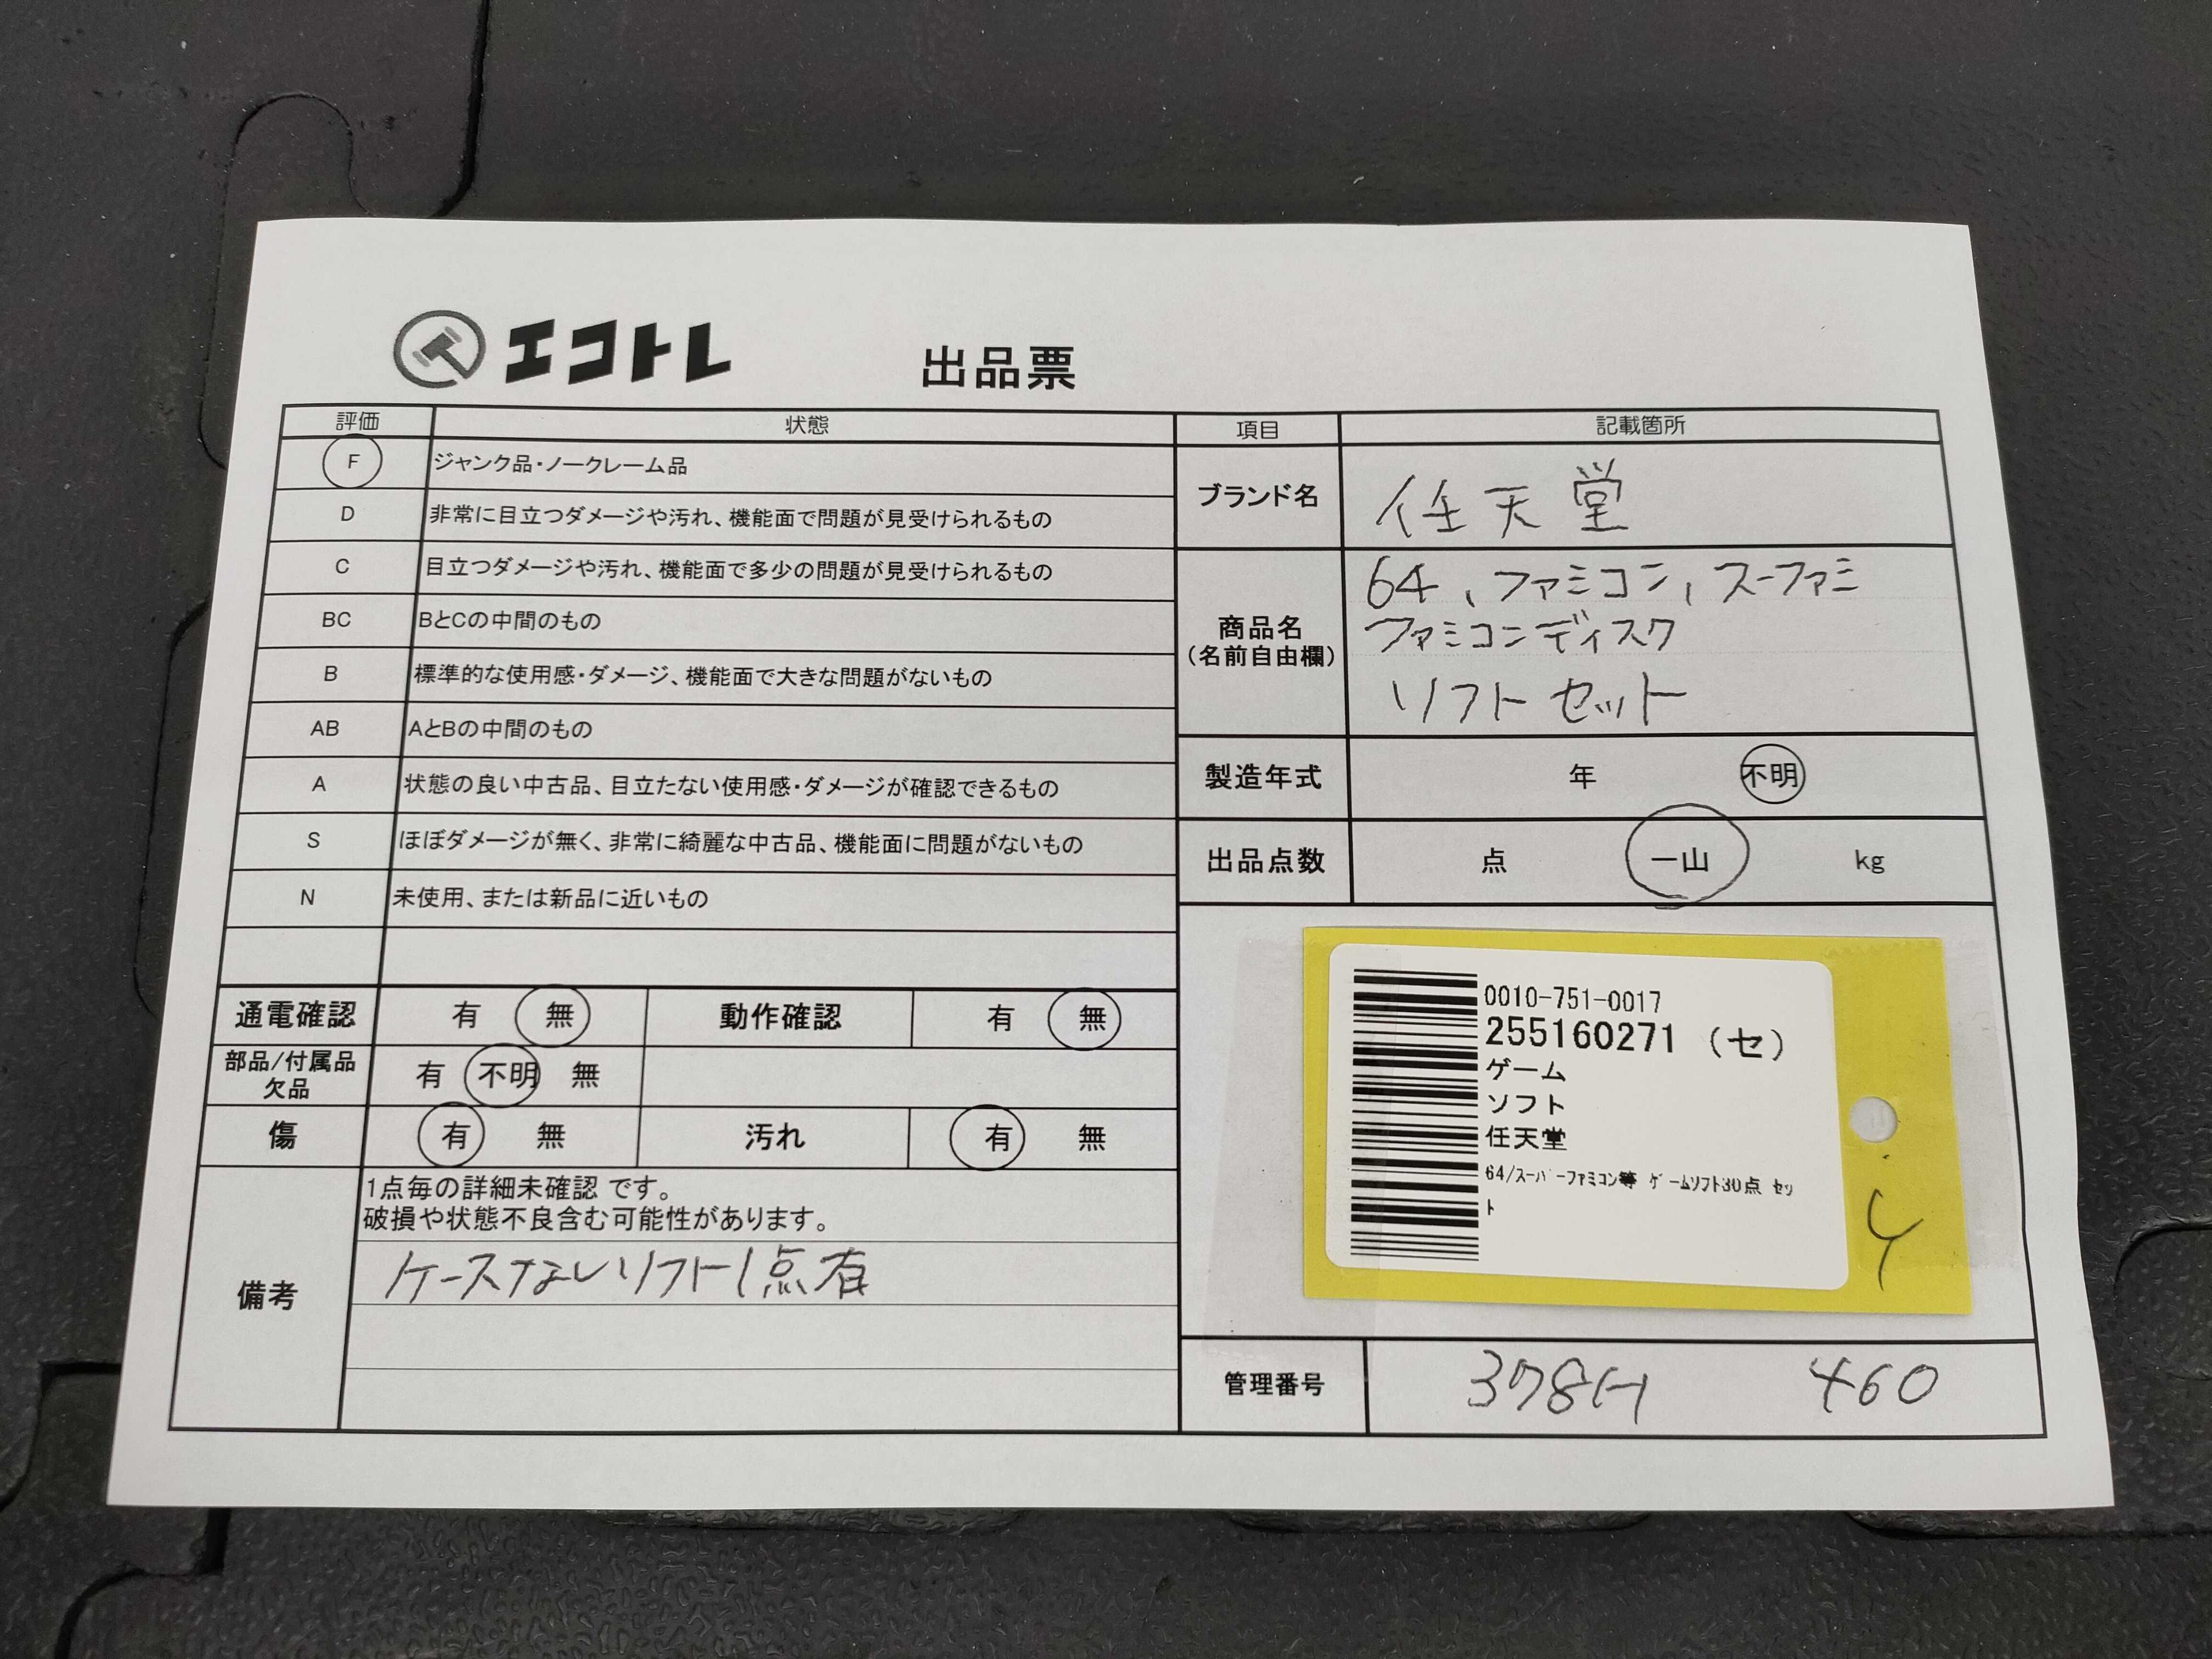 エコトレ
出品票
評価 状態
F ジャンク品・ノークレーム品
D 非常に目立つダメージや汚れ、機能面で問題が見受けられるもの
C 目立つダメージや汚れ、機能面で多少の問題が見受けられるもの
BC BとCの中間のもの
B 標準的な使用感・ダメージ、機能面で大きな問題がないもの
AB AとBの中間のもの
A 状態の良い中古品、目立たない使用感・ダメージが確認できるもの
S ほぼダメージが無く、非常に綺麗な中古品、機能面に問題がないもの
N 未使用、または新品に近いもの
通電確認 有 無 動作確認 有 無
部品/付属品
欠品
有 不明 無
傷 有 無 汚れ 有 無
備考
1点毎の詳細未確認 です。
破損や状態不良含む可能性があります。
ケースなしソフト1点有
項目 記載箇所
ブランド名 任天堂
商品名
(名前自由欄)
64、ファミコン、スーファミ
ファミコンディスク
ソフト セット
製造年式 年 不明
出品点数 点 一山 kg
0010-751-0017
255160271 (セ)
ゲーム
ソフト
任天堂
64/スーパーファミコン等 ゲームソフト30点 セッ
ト
管理番号 378H 460